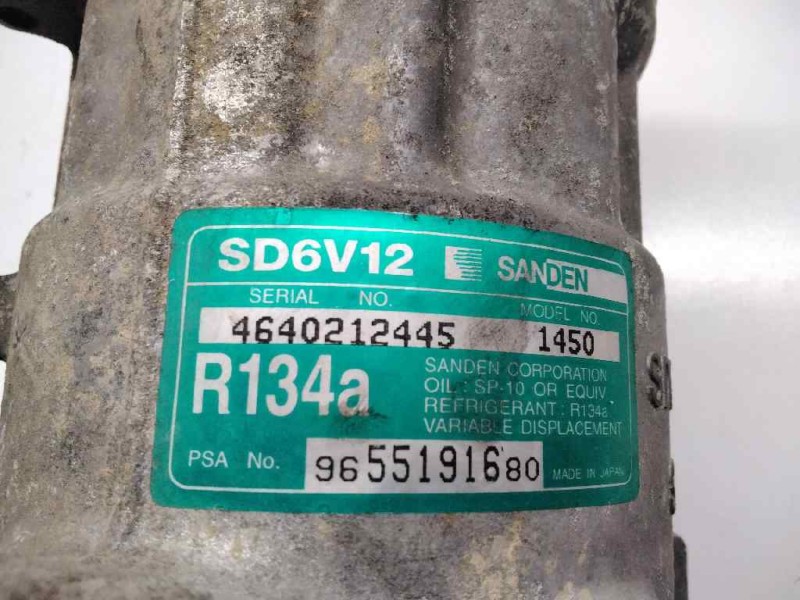 SD6V12 SANDEN
SERIAL NO. MODEL NO.
4640212445 1450
R134a
SANDEN CORPORATION
OIL : SP-10 OR EQUIV
REFRIGERANT : R134a
VARIABLE DISPLACEMENT
PSA No. 9655191680 MADE IN JAPAN